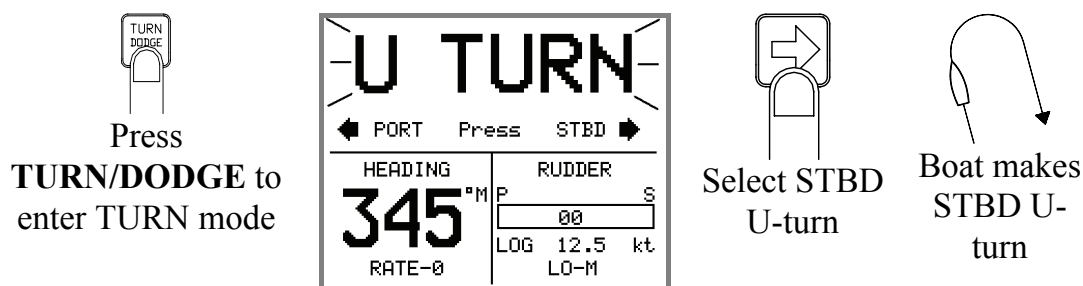 TURN
DODGE
Press
TURN/DODGE to
enter TURN mode
U TURN
PORT Press STBD
HEADING
345°M
RATE-0
RUDDER
P S
00
LOG 12.5 kt
LO-M
Select STBD
U-turn
Boat makes
STBD U-
turn